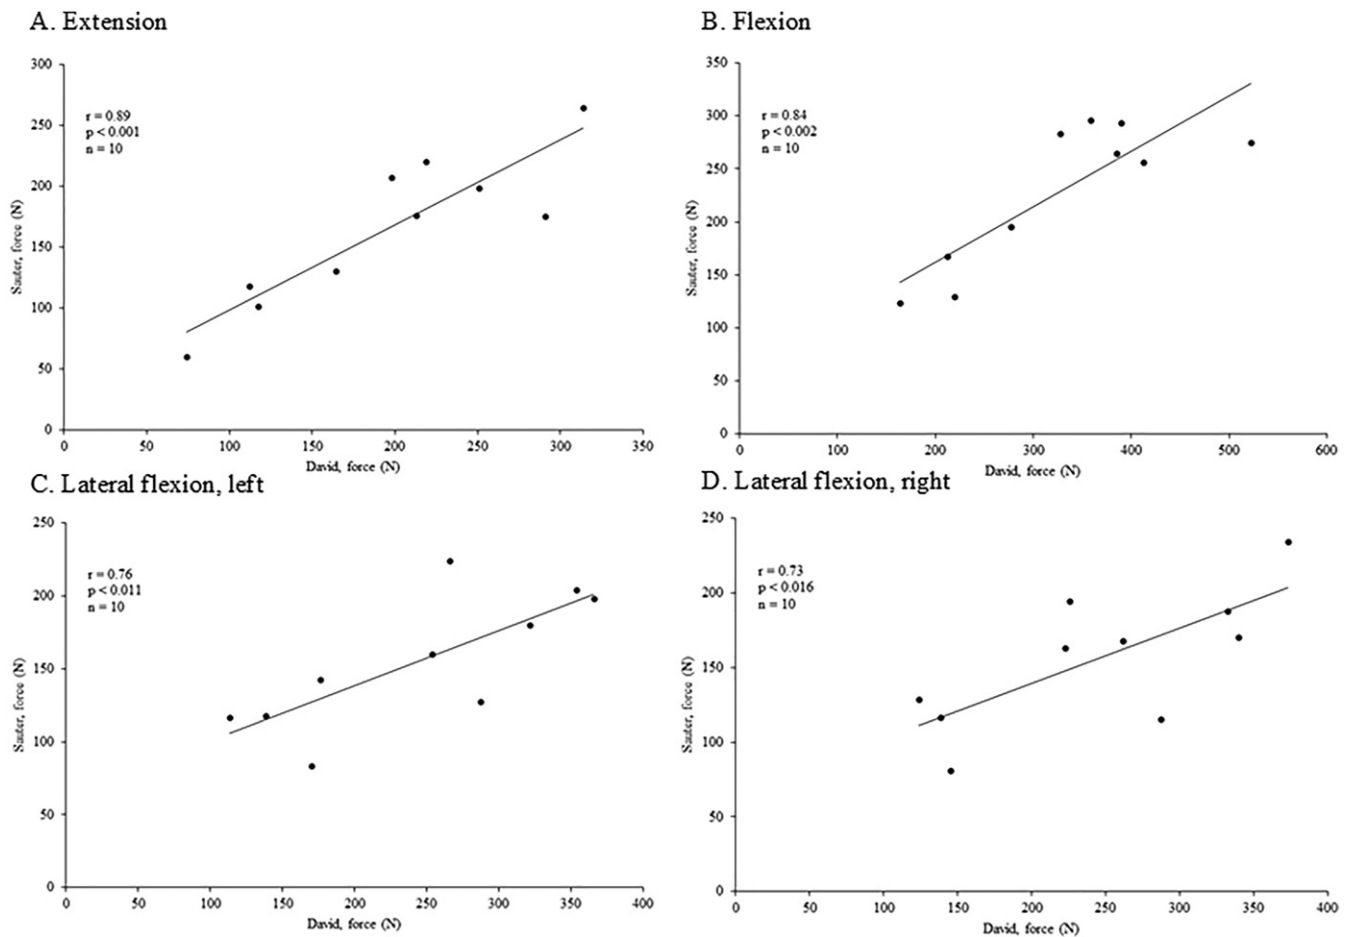 A. Extension
300
250
200
150
100
50
0
r = 0.89
p < 0.001
n = 10
Sauter, force (N)
0 50 100 150 200 250 300 350
David, force (N)
B. Flexion
350
300
250
200
150
100
50
0
r = 0.84
p < 0.002
n = 10
Sauter, force (N)
0 100 200 300 400 500 600
David, force (N)
C. Lateral flexion, left
250
200
150
100
50
0
r = 0.76
p < 0.011
n = 10
Sauter, force (N)
0 50 100 150 200 250 300 350 400
David, force (N)
D. Lateral flexion, right
250
200
150
100
50
0
r = 0.73
p < 0.016
n = 10
Sauter, force (N)
0 50 100 150 200 250 300 350 400
David, force (N)